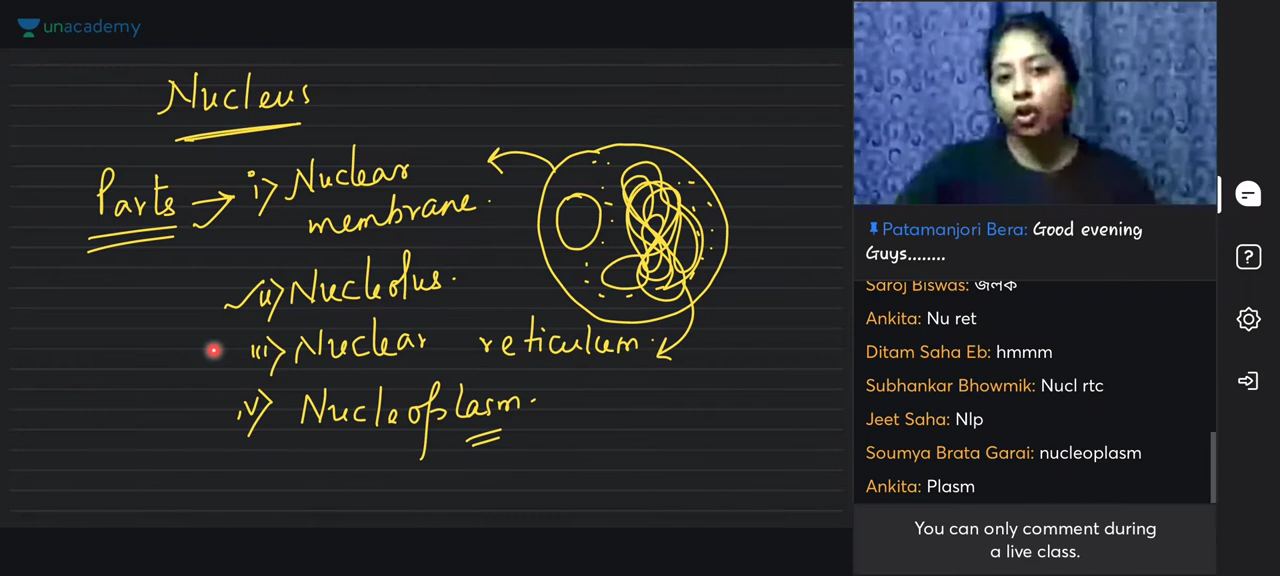 unacademy
Nucleus
Parts → i) Nuclear
membrane.
ii) Nucleolus.
iii) Nuclear reticulum.
iv) Nucleoplasm.
Patamanjori Bera: Good evening
Guys........
Saroj Biswas: জলক
Ankita: Nu ret
Ditam Saha Eb: hmmm
Subhankar Bhowmik: Nucl rtc
Jeet Saha: Nlp
Soumya Brata Garai: nucleoplasm
Ankita: Plasm
You can only comment during
a live class.